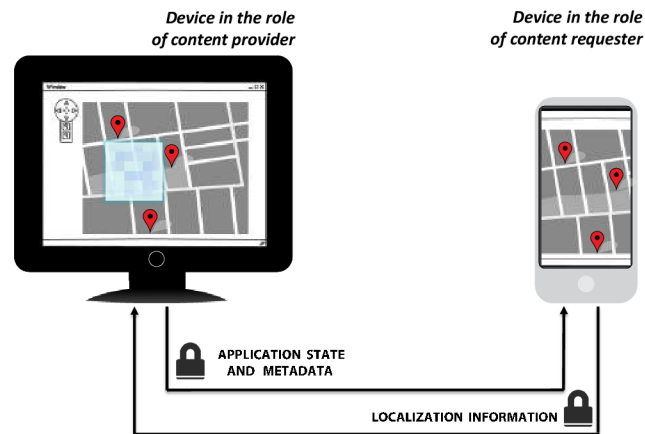 Device in the role
of content provider
Device in the role
of content requester
Window
APPLICATION STATE
AND METADATA
LOCALIZATION INFORMATION